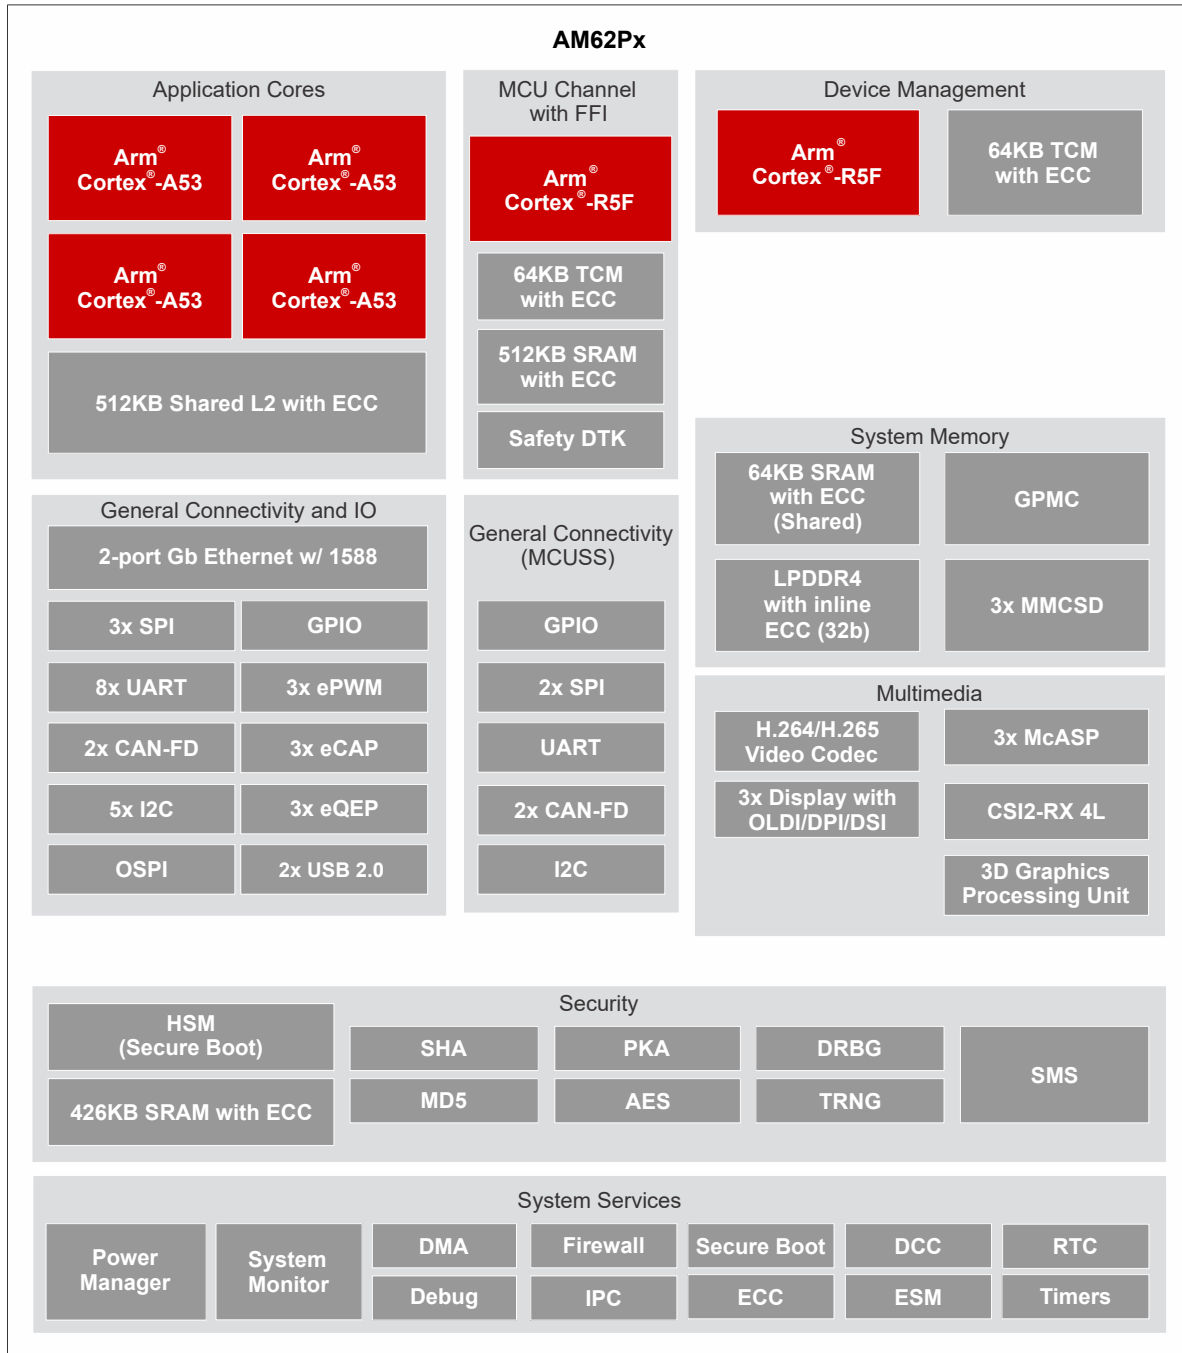 AM62Px
Application Cores
Arm®
Cortex®-A53
Arm®
Cortex®-A53
Arm®
Cortex®-A53
Arm®
Cortex®-A53
512KB Shared L2 with ECC
MCU Channel
with FFI
Arm®
Cortex®-R5F
64KB TCM
with ECC
512KB SRAM
with ECC
Safety DTK
Device Management
Arm®
Cortex®-R5F
64KB TCM
with ECC
System Memory
64KB SRAM
with ECC
(Shared)
GPMC
LPDDR4
with inline
ECC (32b)
3x MMCSD
General Connectivity and IO
2-port Gb Ethernet w/ 1588
3x SPI
GPIO
8x UART
3x ePWM
2x CAN-FD
3x eCAP
5x I2C
3x eQEP
OSPI
2x USB 2.0
General Connectivity
(MCUSS)
GPIO
2x SPI
UART
2x CAN-FD
I2C
Multimedia
H.264/H.265
Video Codec
3x McASP
3x Display with
OLDI/DPI/DSI
CSI2-RX 4L
3D Graphics
Processing Unit
Security
HSM
(Secure Boot)
426KB SRAM with ECC
SHA
PKA
DRBG
MD5
AES
TRNG
SMS
System Services
Power
Manager
System
Monitor
DMA
Firewall
Secure Boot
DCC
RTC
Debug
IPC
ECC
ESM
Timers